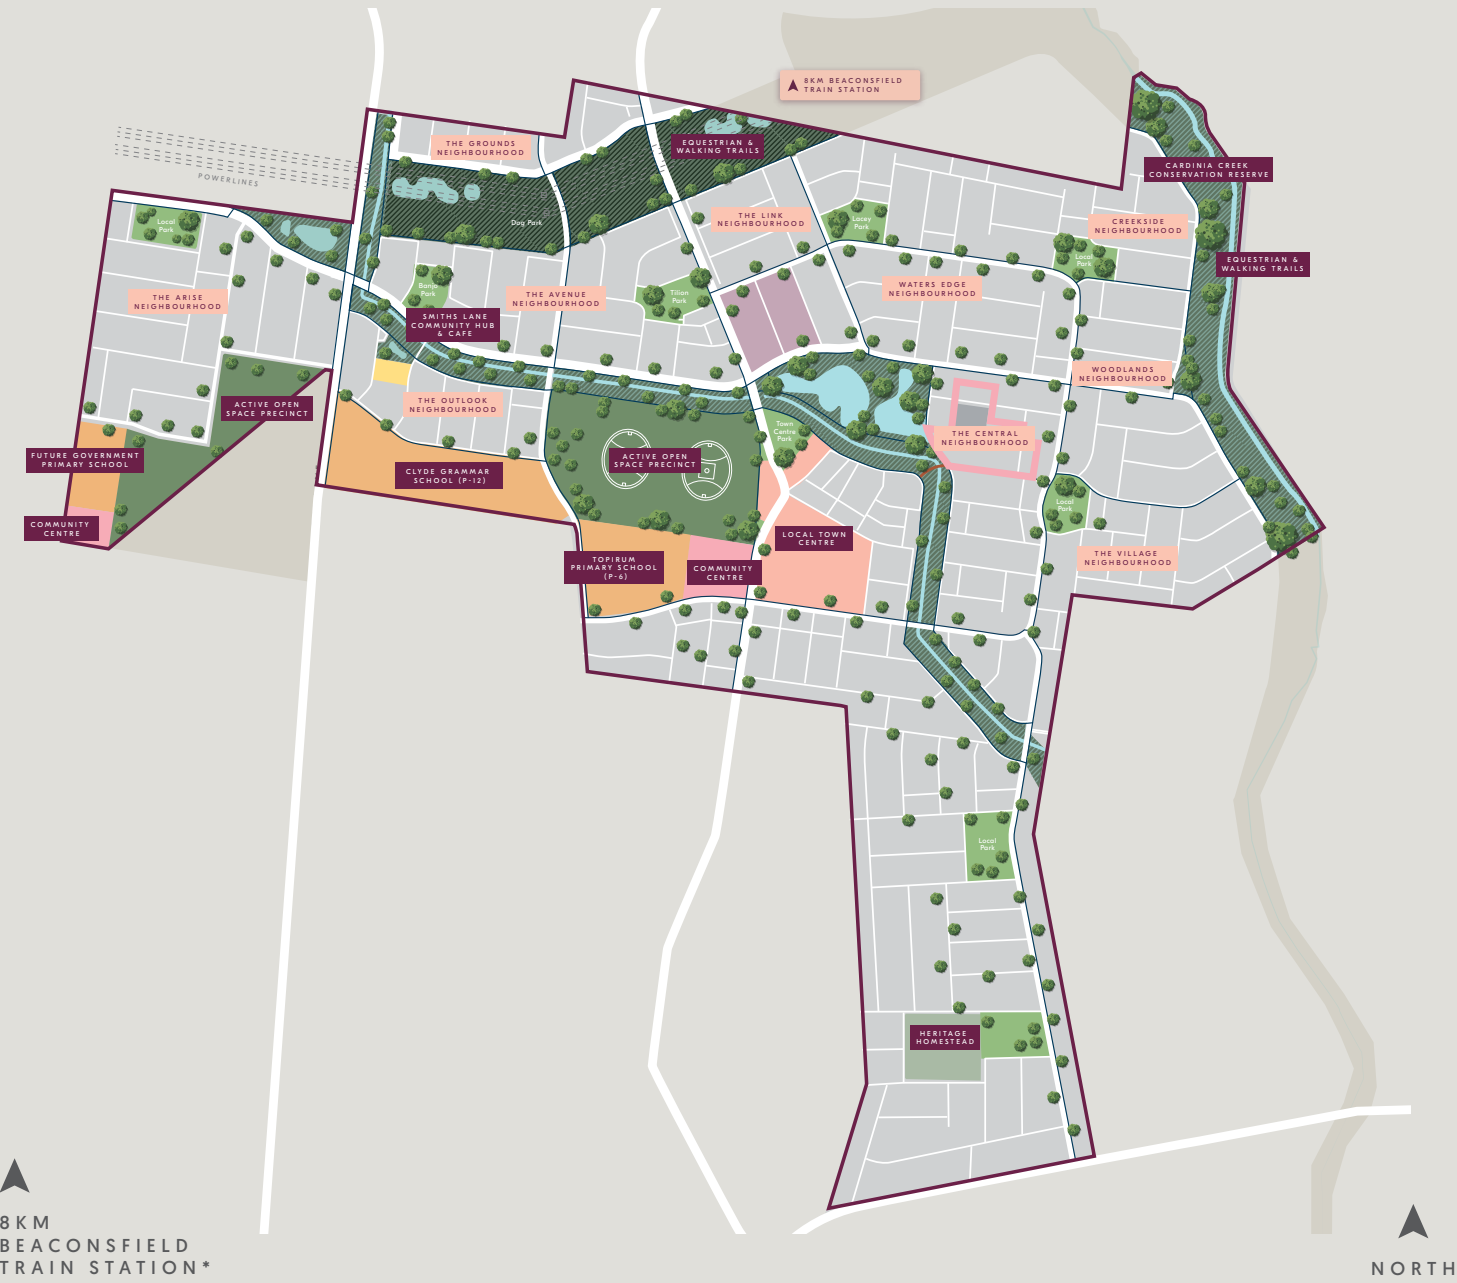 8KM BEACONSFIELD
TRAIN STATION
THE GROUNDS
NEIGHBOURHOOD
EQUESTRIAN &
WALKING TRAILS
CARDINIA CREEK
CONSERVATION RESERVE
POWERLINES
Local
Park
Dog Park
THE LINK
NEIGHBOURHOOD
Lacey
Park
CREEKSIDE
NEIGHBOURHOOD
Local
Park
EQUESTRIAN &
WALKING TRAILS
THE ARISE
NEIGHBOURHOOD
Banjo
Park
THE AVENUE
NEIGHBOURHOOD
Tilion
Park
WATERS EDGE
NEIGHBOURHOOD
SMITHS LANE
COMMUNITY HUB
& CAFE
WOODLANDS
NEIGHBOURHOOD
ACTIVE OPEN
SPACE PRECINCT
THE OUTLOOK
NEIGHBOURHOOD
Town
Centre
Park
THE CENTRAL
NEIGHBOURHOOD
FUTURE GOVERNMENT
PRIMARY SCHOOL
CLYDE GRAMMAR
SCHOOL (P-12)
ACTIVE OPEN
SPACE PRECINCT
Local
Park
COMMUNITY
CENTRE
LOCAL TOWN
CENTRE
TOPIRUM
PRIMARY SCHOOL
(P-6)
COMMUNITY
CENTRE
THE VILLAGE
NEIGHBOURHOOD
Local
Park
HERITAGE
HOMESTEAD
8KM
BEACONSFIELD
TRAIN STATION*
NORTH